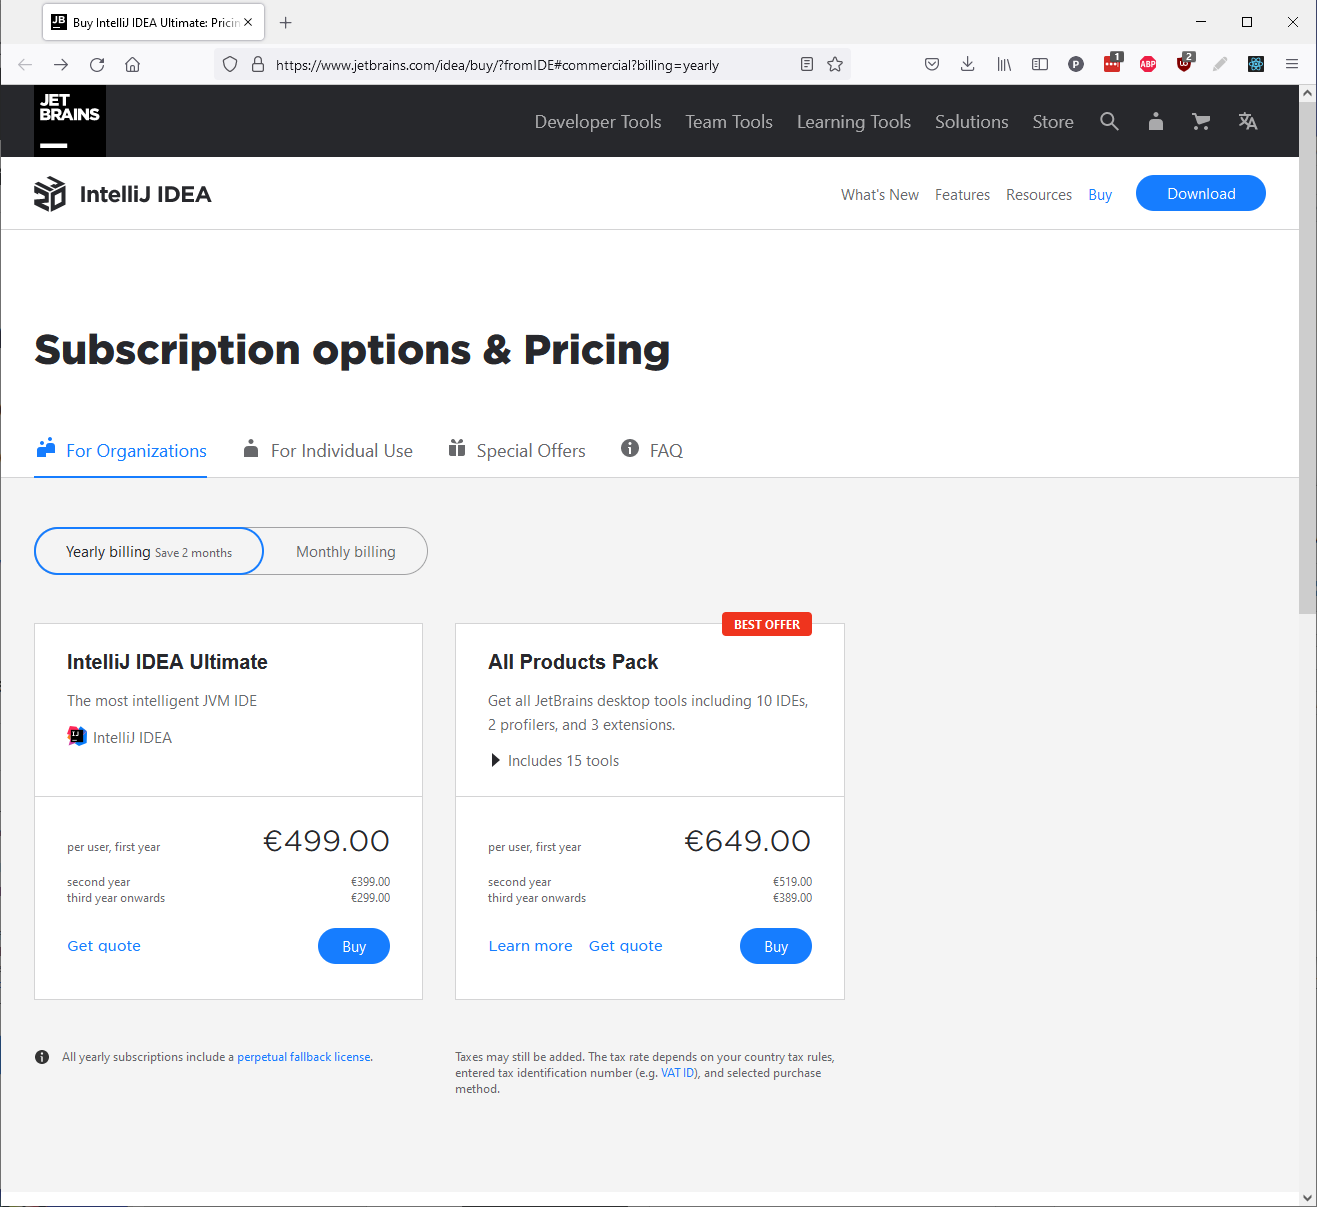 JB Buy IntelliJ IDEA Ultimate: Pricin
https://www.jetbrains.com/idea/buy/?fromIDE#commercial?billing=yearly
P
1
ABP
2
JET
BRAINS
Developer Tools Team Tools Learning Tools Solutions Store
IntelliJ IDEA
What's New Features Resources Buy Download
Subscription options & Pricing
For Organizations For Individual Use Special Offers FAQ
Yearly billing Save 2 months Monthly billing
IntelliJ IDEA Ultimate
The most intelligent JVM IDE
IJ IntelliJ IDEA
per user, first year €499.00
second year €399.00
third year onwards €299.00
Get quote Buy
BEST OFFER
All Products Pack
Get all JetBrains desktop tools including 10 IDEs,
2 profilers, and 3 extensions.
Includes 15 tools
per user, first year €649.00
second year €519.00
third year onwards €389.00
Learn more Get quote Buy
All yearly subscriptions include a perpetual fallback license.
Taxes may still be added. The tax rate depends on your country tax rules,
entered tax identification number (e.g. VAT ID), and selected purchase
method.